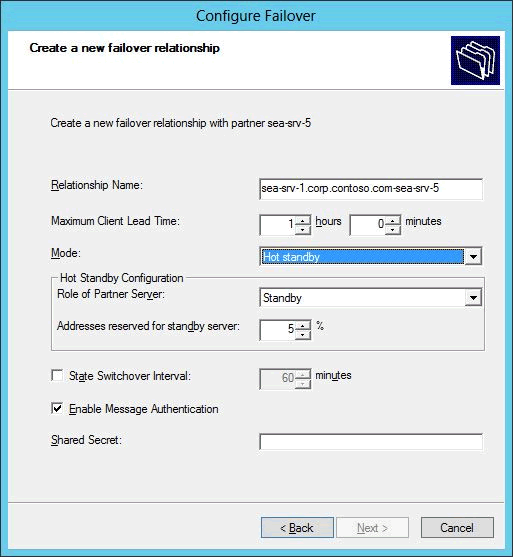 Configure Failover
Create a new failover relationship
Create a new failover relationship with partner sea-srv-5
Relationship Name: sea-srv-1.corp.contoso.com-sea-srv-5
Maximum Client Lead Time: 1 hours 0 minutes
Mode: Hot standby
Hot Standby Configuration
Role of Partner Server: Standby
Addresses reserved for standby server: 5 %
State Switchover Interval: 60 minutes
Enable Message Authentication
Shared Secret:
< Back Next > Cancel